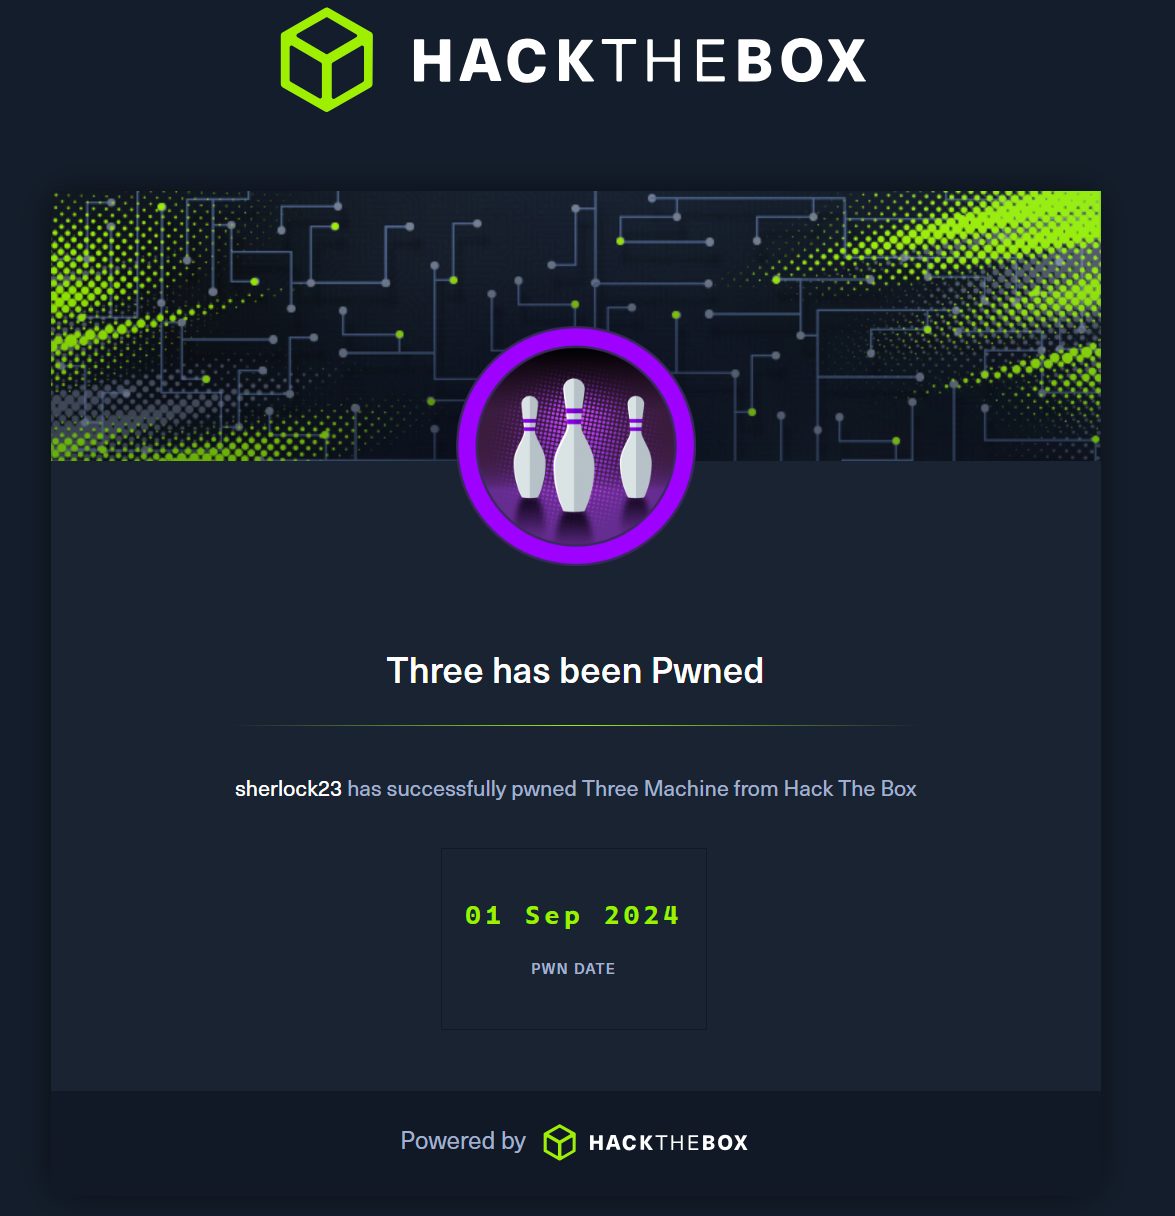 HACKTHEBOX
Three has been Pwned
sherlock23 has successfully pwned Three Machine from Hack The Box
01 Sep 2024
PWN DATE
Powered by HACKTHEBOX